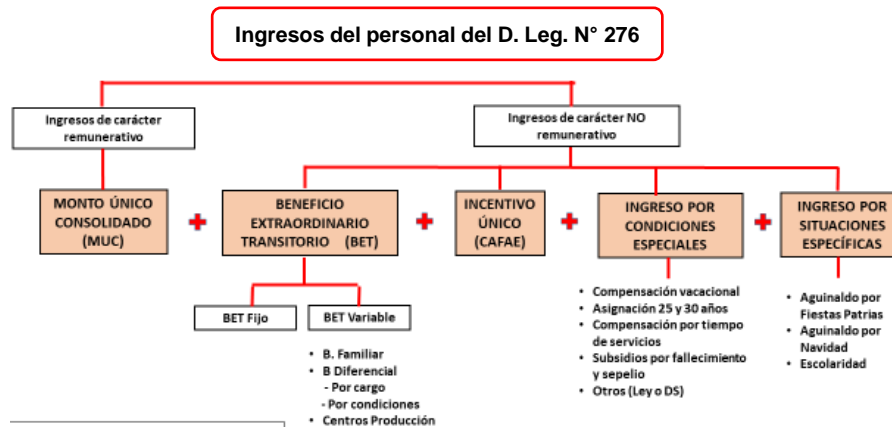 Ingresos del personal del D. Leg. N° 276
Ingresos de carácter
remunerativo
Ingresos de carácter NO
remunerativo
MONTO ÚNICO
CONSOLIDADO
(MUC)
BENEFICIO
EXTRAORDINARIO
TRANSITORIO (BET)
INCENTIVO
ÚNICO
(CAFAE)
INGRESO POR
CONDICIONES
ESPECIALES
INGRESO POR
SITUACIONES
ESPECÍFICAS
BET Fijo
BET Variable
• B. Familiar
• B Diferencial
- Por cargo
- Por condiciones
• Centros Producción
• Compensación vacacional
• Asignación 25 y 30 años
• Compensación por tiempo
de servicios
• Subsidios por fallecimiento
y sepelio
• Otros (Ley o DS)
• Aguinaldo por
Fiestas Patrias
• Aguinaldo por
Navidad
• Escolaridad